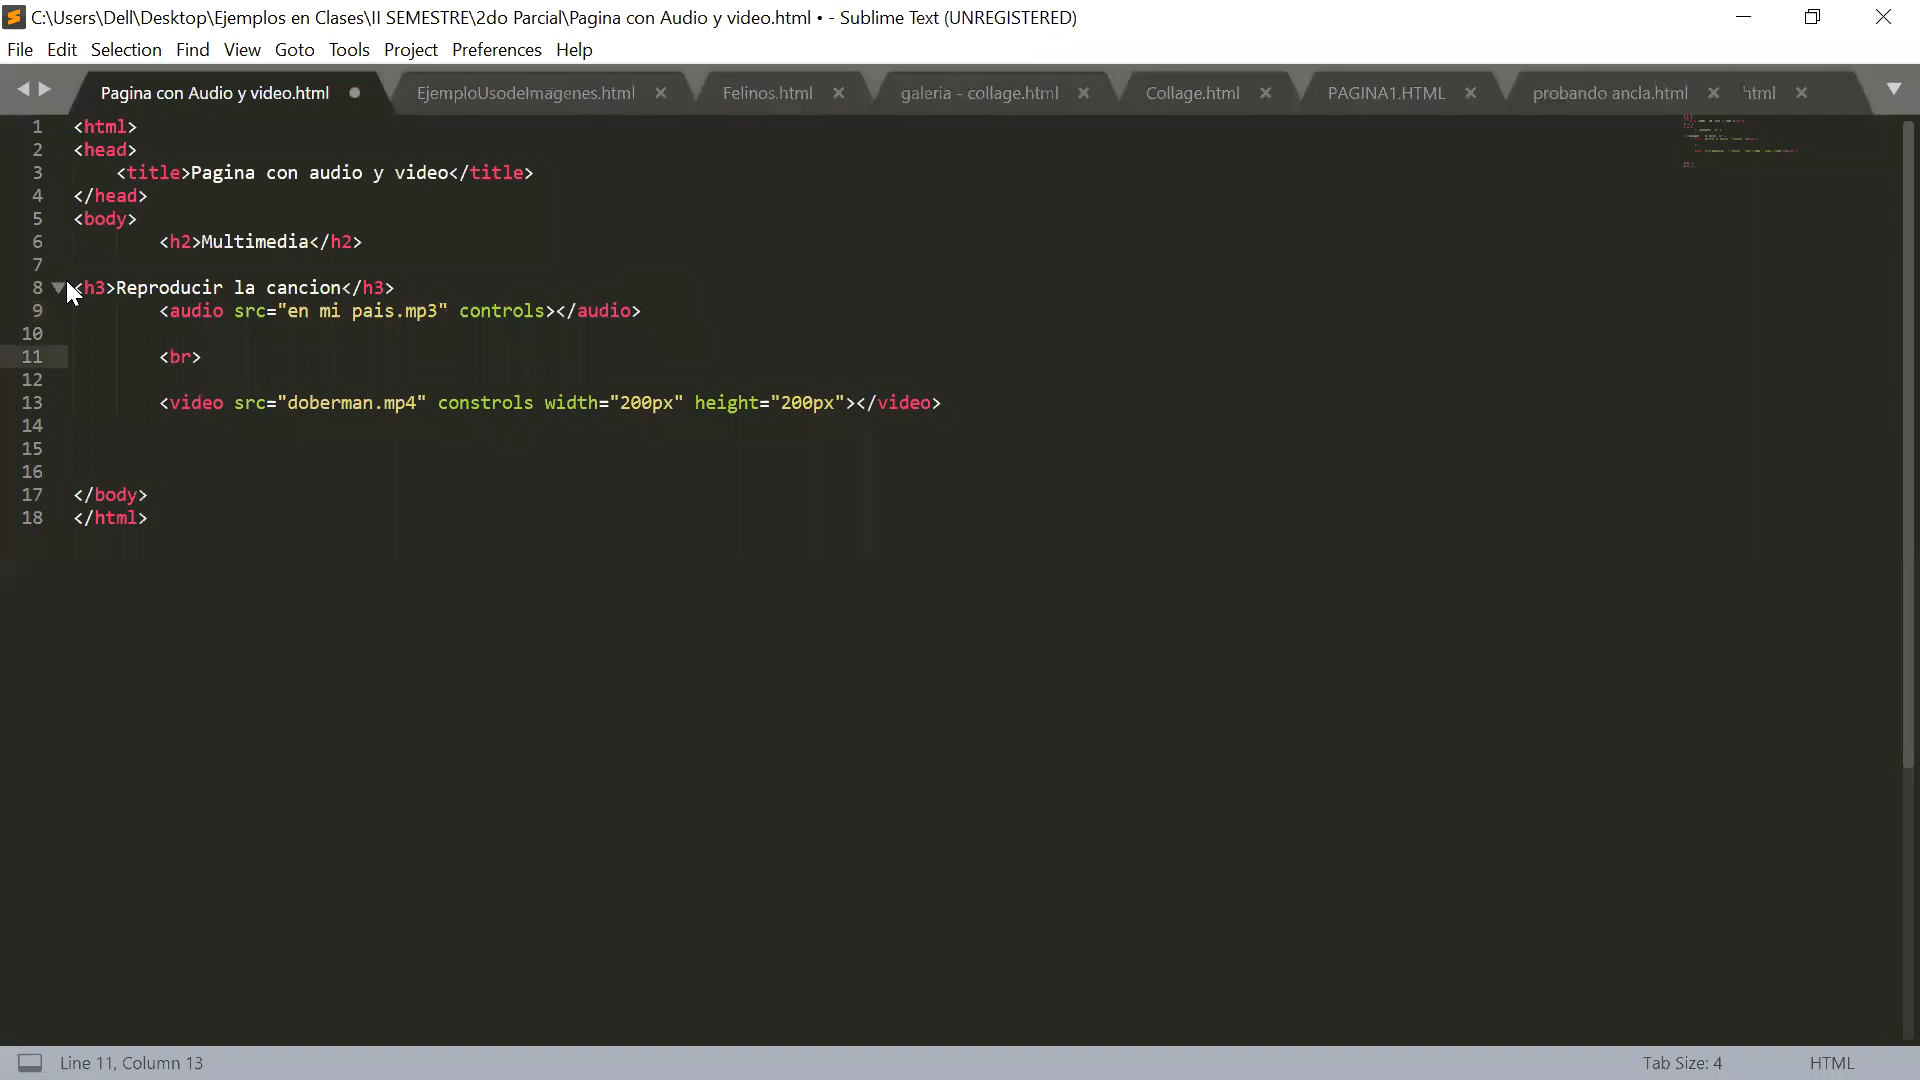 C:\Users\Dell\Desktop\Ejemplos en Clases\II SEMESTRE\2do Parcial\Pagina con Audio y video.html • - Sublime Text (UNREGISTERED)
File Edit Selection Find View Goto Tools Project Preferences Help
Pagina con Audio y video.html EjemploUsodeImagenes.html Felinos.html galeria - collage.html Collage.html PAGINA1.HTML probando ancla.html html
1 <html>
2 <head>
3 <title>Pagina con audio y video</title>
4 </head>
5 <body>
6 <h2>Multimedia</h2>
7
8 <h3>Reproducir la cancion</h3>
9 <audio src="en mi pais.mp3" controls></audio>
10
11 <br>
12
13 <video src="doberman.mp4" constrols width="200px" height="200px"></video>
14
15
16
17 </body>
18 </html>
Line 11, Column 13 Tab Size: 4 HTML